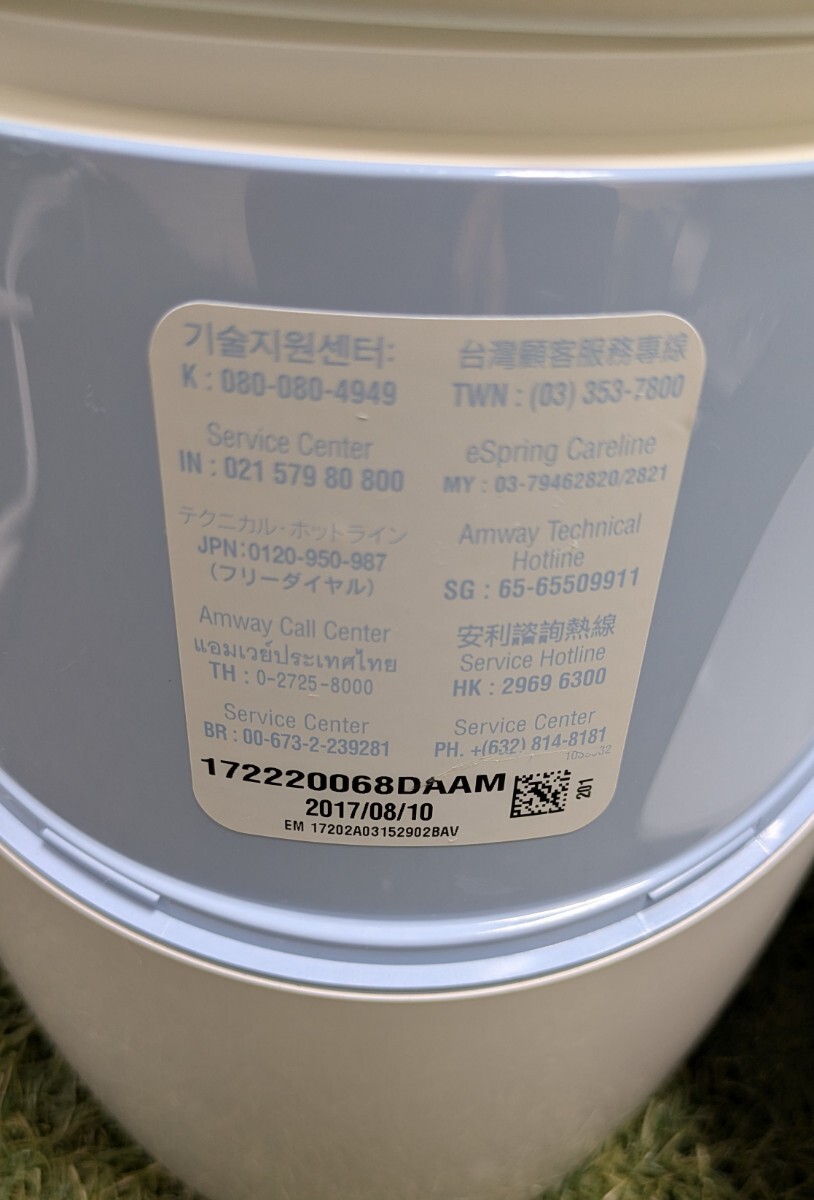 기술지원센터:
K : 080-080-4949
Service Center
IN : 021 579 80 800
テクニカル・ホットライン
JPN:0120-950-987
(フリーダイヤル)
Amway Call Center
แอมเวย์ประเทศไทย
TH : 0-2725-8000
Service Center
BR : 00-673-2-239281
台灣顧客服務專線
TWN : (03) 353-7800
eSpring Careline
MY : 03-79462820/2821
Amway Technical
Hotline
SG : 65-65509911
安利諮詢熱線
Service Hotline
HK : 2969 6300
Service Center
PH. +(632) 814-8181
172220068DAAM
2017/08/10
EM 17202A03152902BAV
201